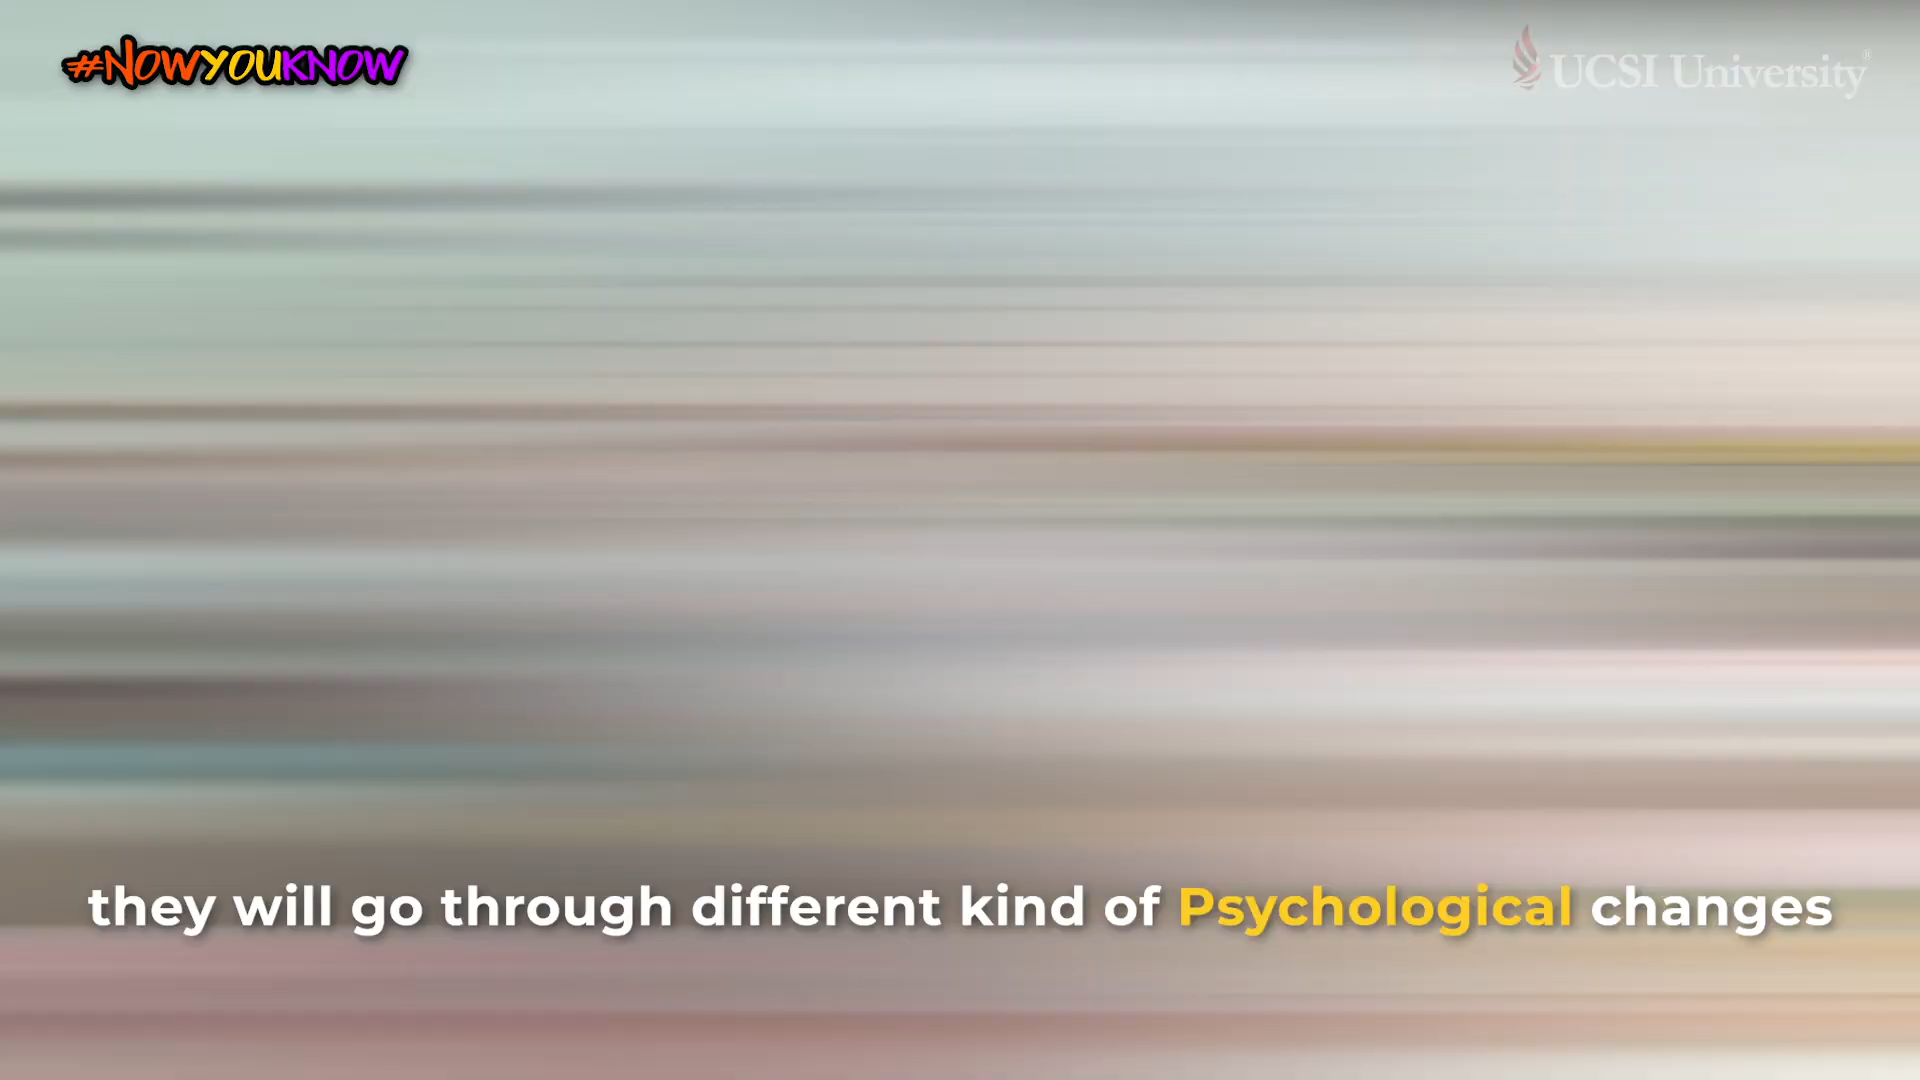 #NOWYOUKNOW
UCSI University®
they will go through different kind of Psychological changes